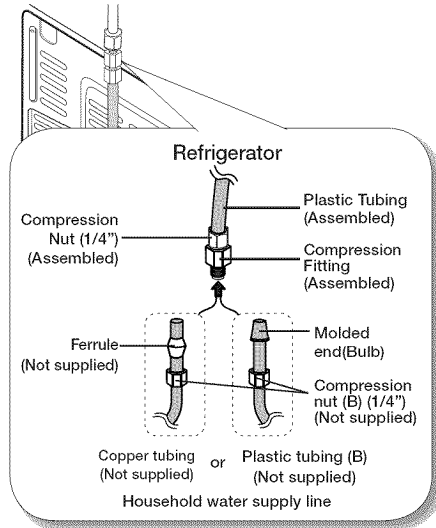 Refrigerator
Plastic Tubing
(Assembled)
Compression
Nut (1/4”)
(Assembled)
Compression
Fitting
(Assembled)
Ferrule
(Not supplied)
Molded
end(Bulb)
Compression
nut (B) (1/4”)
(Not supplied)
Copper tubing
(Not supplied)
or
Plastic tubing (B)
(Not supplied)
Household water supply line